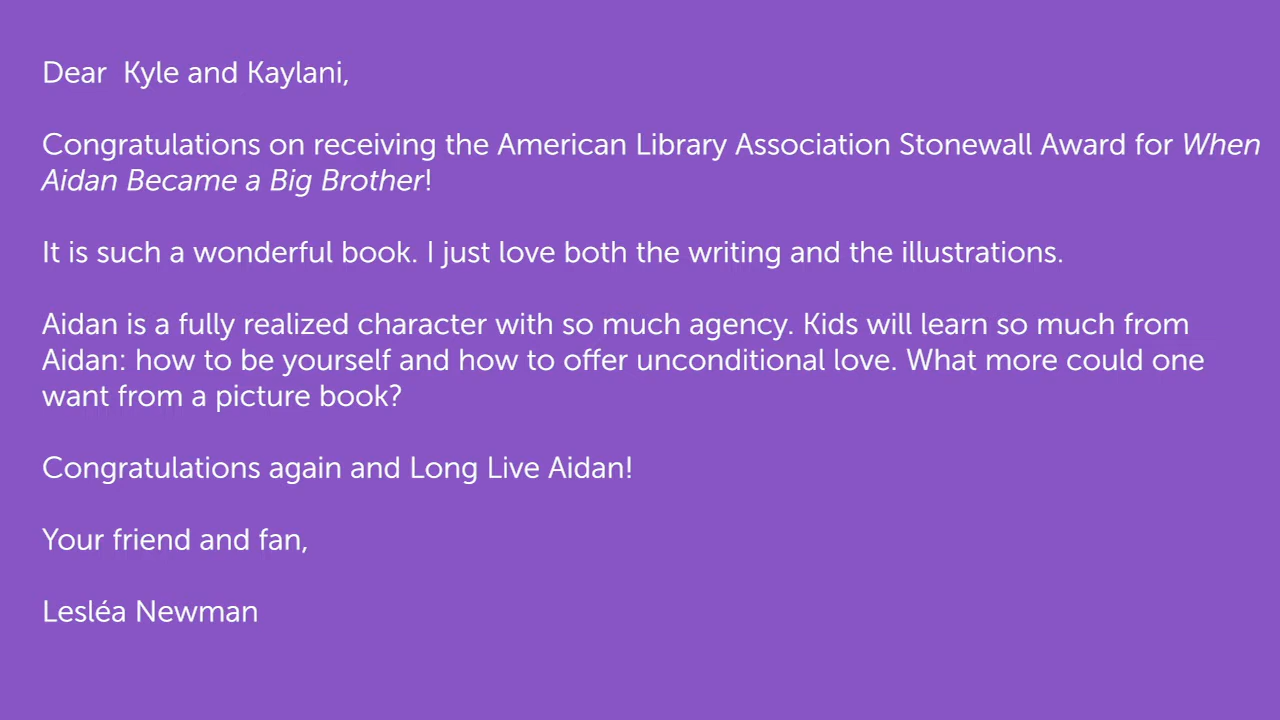 Dear  Kyle and Kaylani,
Congratulations on receiving the American Library Association Stonewall Award for When
Aidan Became a Big Brother!
It is such a wonderful book. I just love both the writing and the illustrations.
Aidan is a fully realized character with so much agency. Kids will learn so much from
Aidan: how to be yourself and how to offer unconditional love. What more could one
want from a picture book?
Congratulations again and Long Live Aidan!
Your friend and fan,
Lesléa Newman